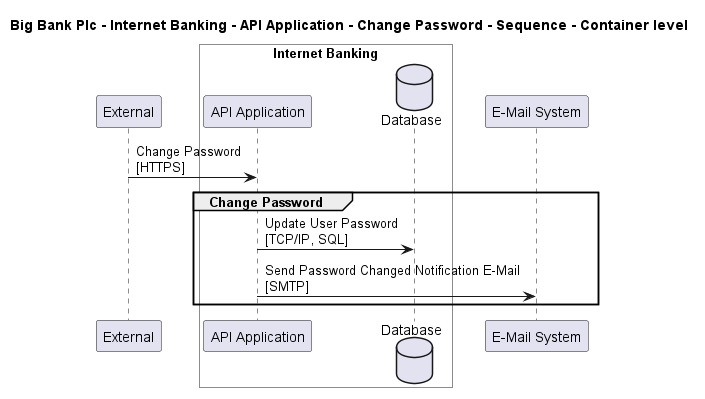 Big Bank Plc - Internet Banking - API Application - Change Password - Sequence - Container level
Internet Banking
External
API Application
Database
E-Mail System
Change Password
[HTTPS]
Change Password
Update User Password
[TCP/IP, SQL]
Send Password Changed Notification E-Mail
[SMTP]
External
API Application
Database
E-Mail System